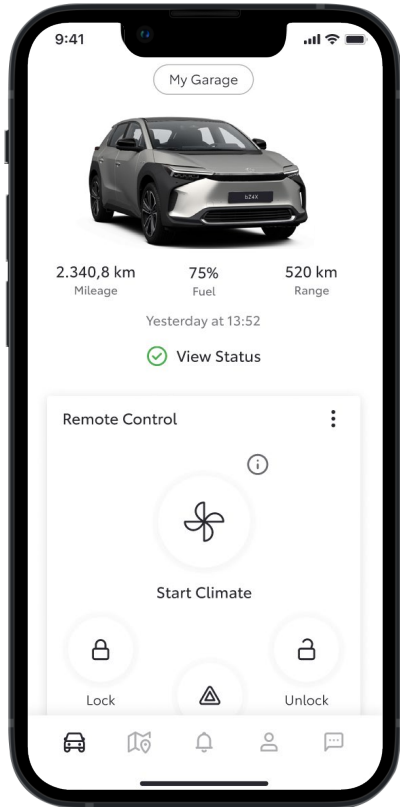 9:41
My Garage
bZ4X
2.340,8 km 75% 520 km
Mileage Fuel Range
Yesterday at 13:52
View Status
Remote Control
Start Climate
Lock Unlock